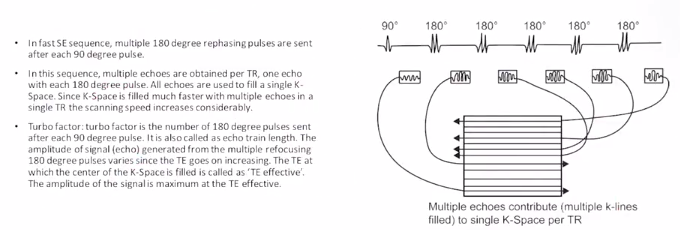 • In fast SE sequence, multiple 180 degree rephasing pulses are sent
after each 90 degree pulse.
• In this sequence, multiple echoes are obtained per TR, one echo
with each 180 degree pulse. All echoes are used to fill a single K-
Space. Since K-Space is filled much faster with multiple echoes in a
single TR the scanning speed increases considerably.
• Turbo factor: turbo factor is the number of 180 degree pulses sent
after each 90 degree pulse. It is also called as echo train length. The
amplitude of signal (echo) generated from the multiple refocusing
180 degree pulses varies since the TE goes on increasing. The TE at
which the center of the K-Space is filled is called as ‘TE effective’.
The amplitude of the signal is maximum at the TE effective.
90° 180° 180° 180° 180° 180°
Multiple echoes contribute (multiple k-lines
filled) to single K-Space per TR